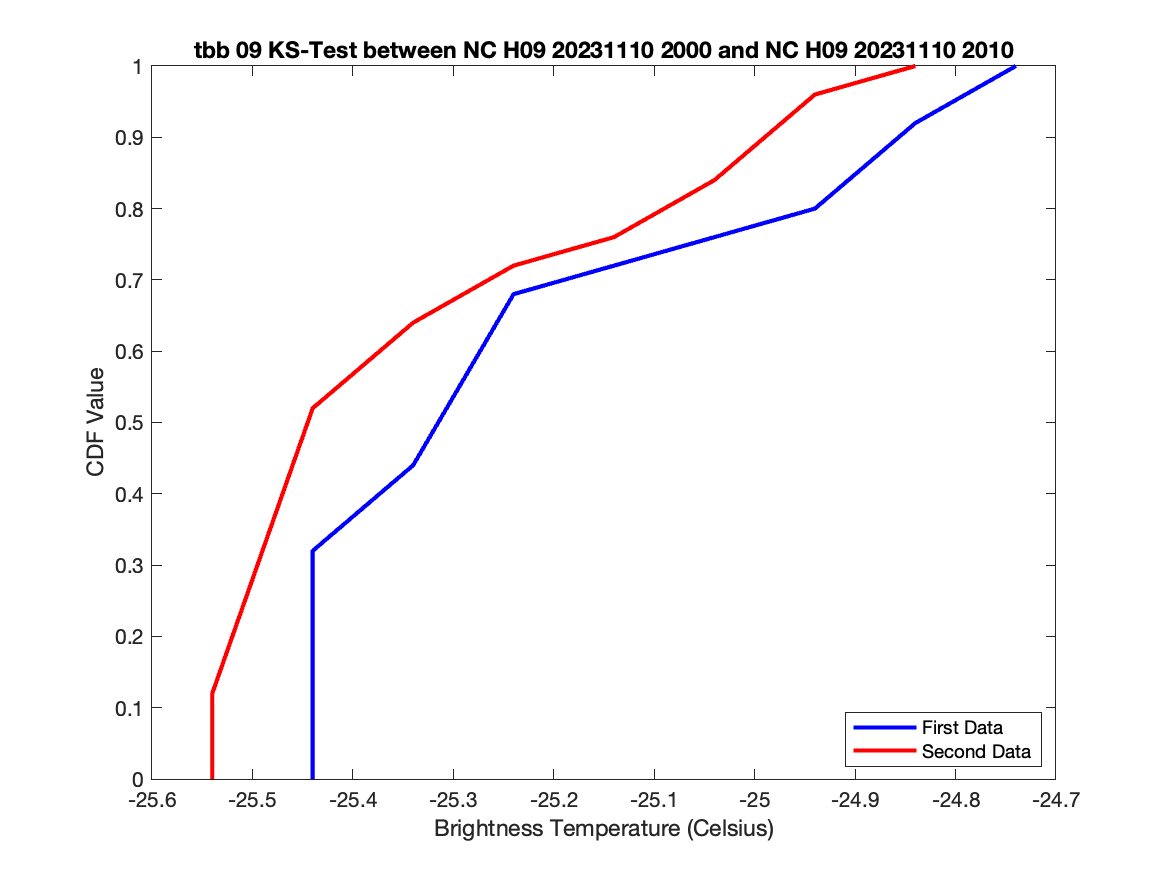 tbb 09 KS-Test between NC H09 20231110 2000 and NC H09 20231110 2010
1
0.9
0.8
0.7
0.6
0.5
0.4
0.3
0.2
0.1
0
CDF Value
-25.6 -25.5 -25.4 -25.3 -25.2 -25.1 -25 -24.9 -24.8 -24.7
Brightness Temperature (Celsius)
First Data
Second Data